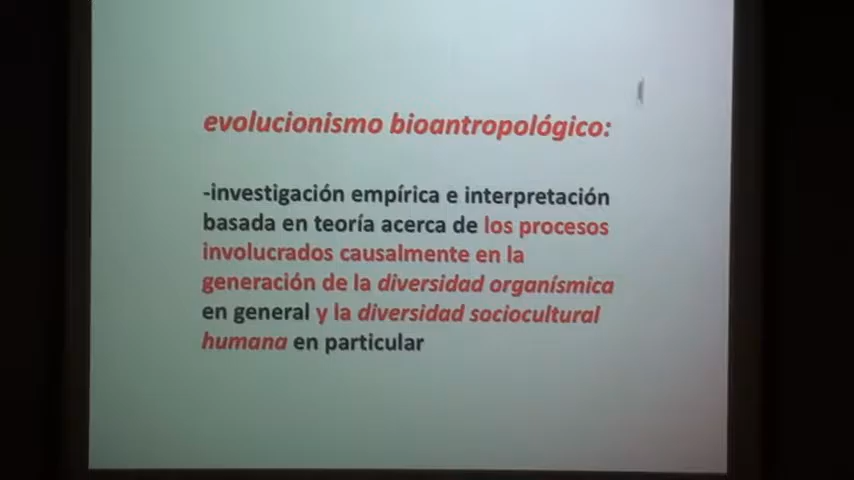 evolucionismo bioantropológico:
-investigación empírica e interpretación
basada en teoría acerca de los procesos
involucrados causalmente en la
generación de la diversidad organísmica
en general y la diversidad sociocultural
humana en particular